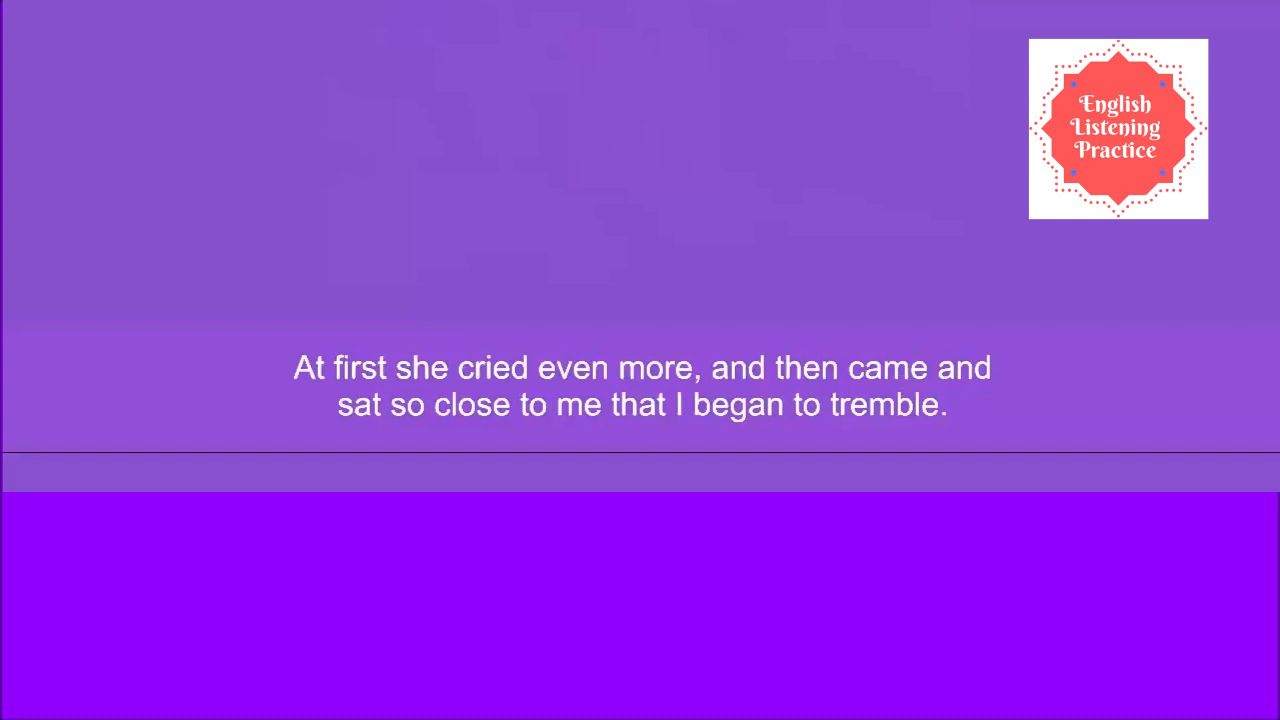 English
Listening
Practice
At first she cried even more, and then came and
sat so close to me that I began to tremble.